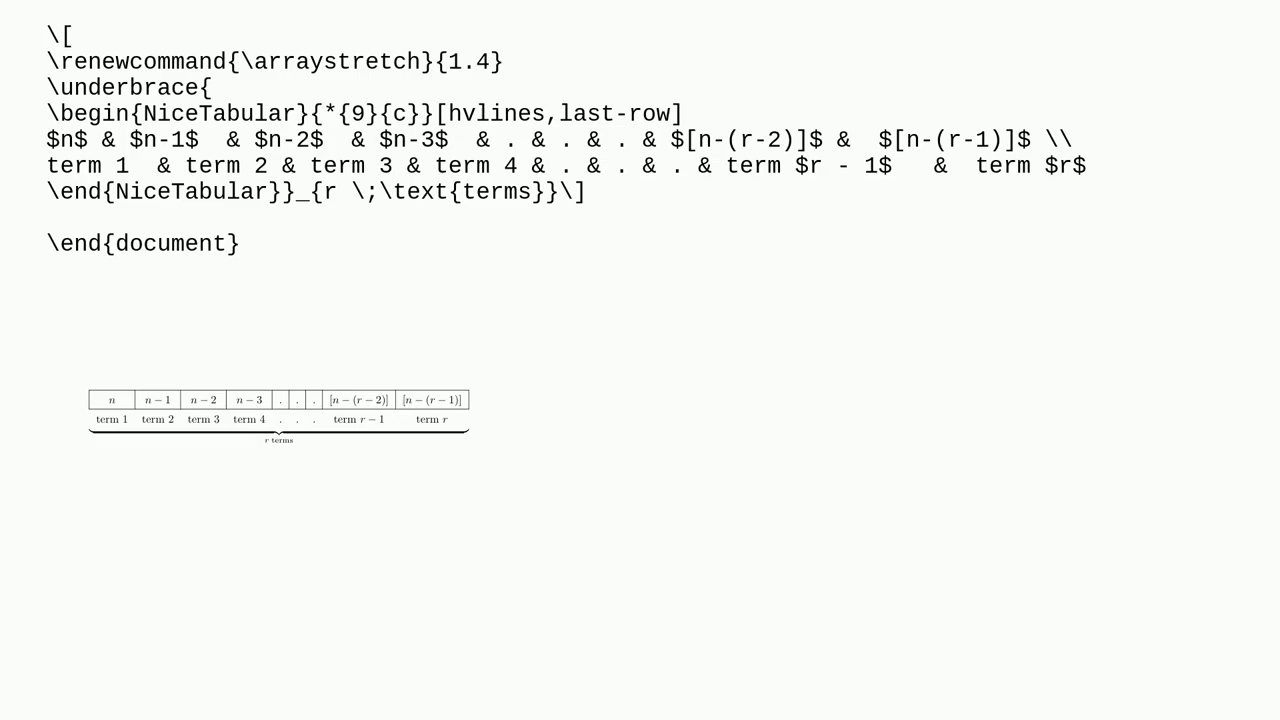 \[
\renewcommand{\arraystretch}{1.4}
\underbrace{
\begin{NiceTabular}{*{9}{c}}[hvlines,last-row]
$n$ & $n-1$  & $n-2$  & $n-3$  & . & . & . & $[n-(r-2)]$ &  $[n-(r-1)]$ \\
term 1  & term 2 & term 3 & term 4 & . & . & . & term $r - 1$   &  term $r$
\end{NiceTabular}}_{r \;\text{terms}}\]
\end{document}
n n − 1 n − 2 n − 3 . . . [n − (r − 2)] [n − (r − 1)]
term 1 term 2 term 3 term 4 . . . term r − 1 term r
r terms